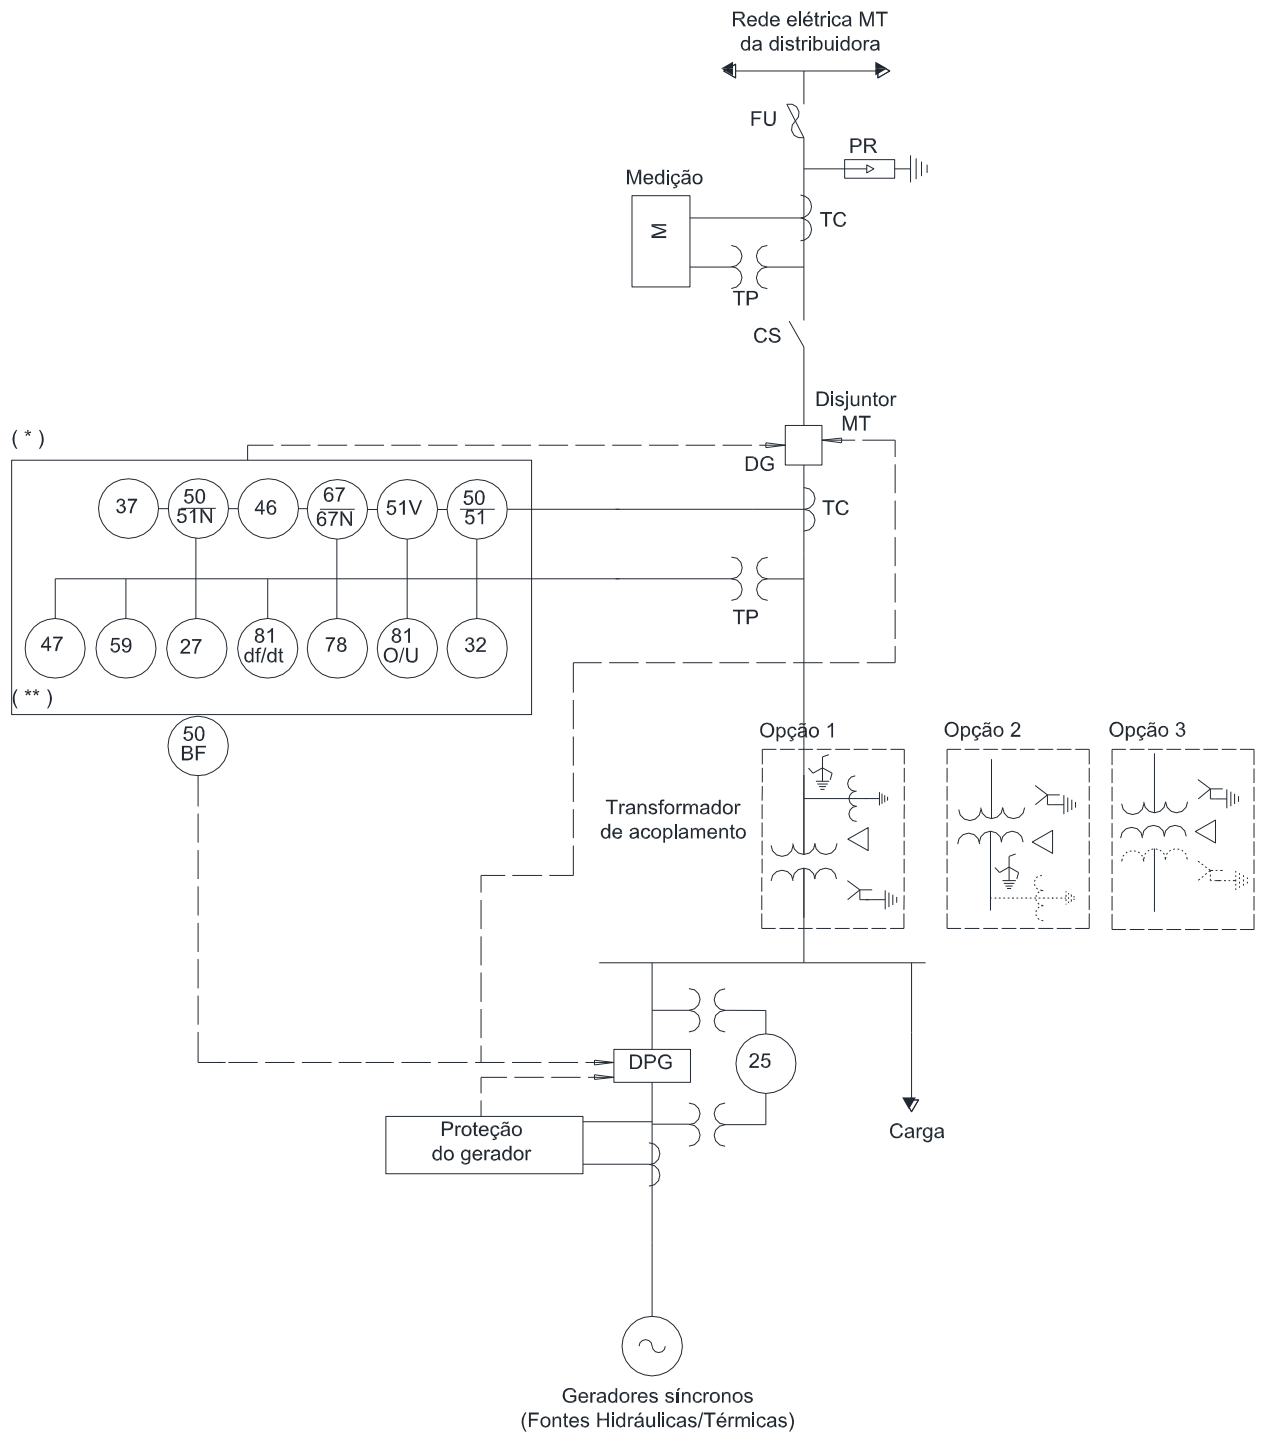 Rede elétrica MT
da distribuidora
FU
PR
Medição
M
TC
TP
CS
Disjuntor
MT
DG
( * )
37
50
51N
46
67
67N
51V
50
51
TC
TP
47
59
27
81
df/dt
78
81
O/U
32
( ** )
50
BF
Opção 1
Opção 2
Opção 3
Transformador
de acoplamento
DPG
25
Proteção
do gerador
Carga
Geradores síncronos
(Fontes Hidráulicas/Térmicas)